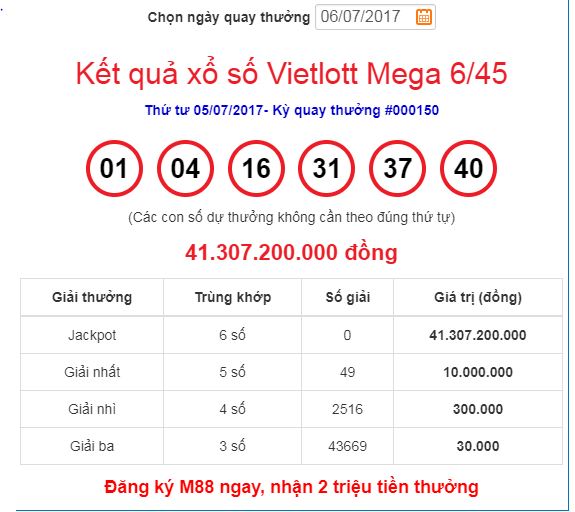 Chọn ngày quay thưởng 06/07/2017
Kết quả xổ số Vietlott Mega 6/45
Thứ tư 05/07/2017- Kỳ quay thưởng #000150
01 04 16 31 37 40
(Các con số dự thưởng không cần theo đúng thứ tự)
41.307.200.000 đồng
Giải thưởng Trùng khớp Số giải Giá trị (đồng)
Jackpot 6 số 0 41.307.200.000
Giải nhất 5 số 49 10.000.000
Giải nhì 4 số 2516 300.000
Giải ba 3 số 43669 30.000
Đăng ký M88 ngay, nhận 2 triệu tiền thưởng